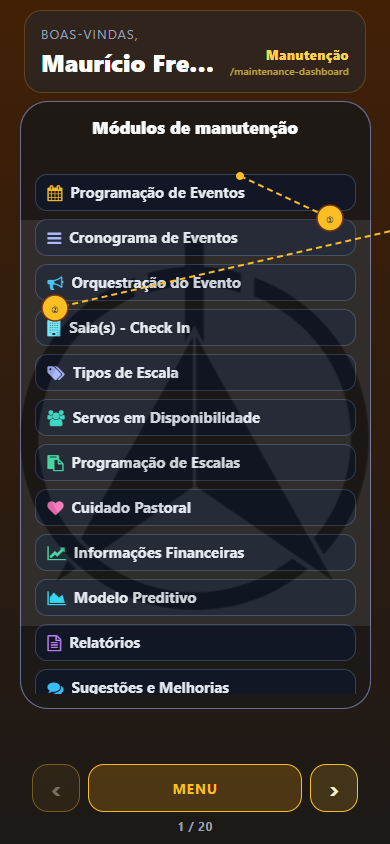 BOAS-VINDAS,
Maurício Fre...
Manutenção
/maintenance-dashboard
Módulos de manutenção
Programação de Eventos
①
Cronograma de Eventos
Orquestração do Evento
②
Sala(s) - Check In
Tipos de Escala
Servos em Disponibilidade
Programação de Escalas
Cuidado Pastoral
Informações Financeiras
Modelo Preditivo
Relatórios
Sugestões e Melhorias
‹
MENU
›
1 / 20